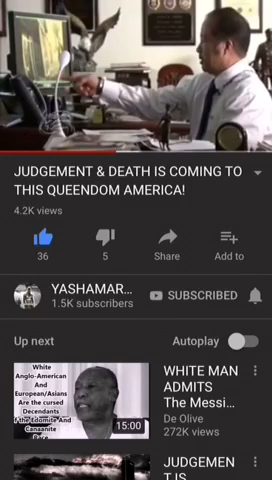 JUDGEMENT & DEATH IS COMING TO
THIS QUEENDOM AMERICA!
4.2K views
36
5
Share
Add to
YASHAMAR...
1.5K subscribers
SUBSCRIBED
Up next
Autoplay
White
Anglo-American
And
European/Asians
Are the cursed
Decendants
f the Edomite And
Canaanite
15:00
WHITE MAN
ADMITS
The Messi...
De Olive
272K views
JUDGEMEN
T IS